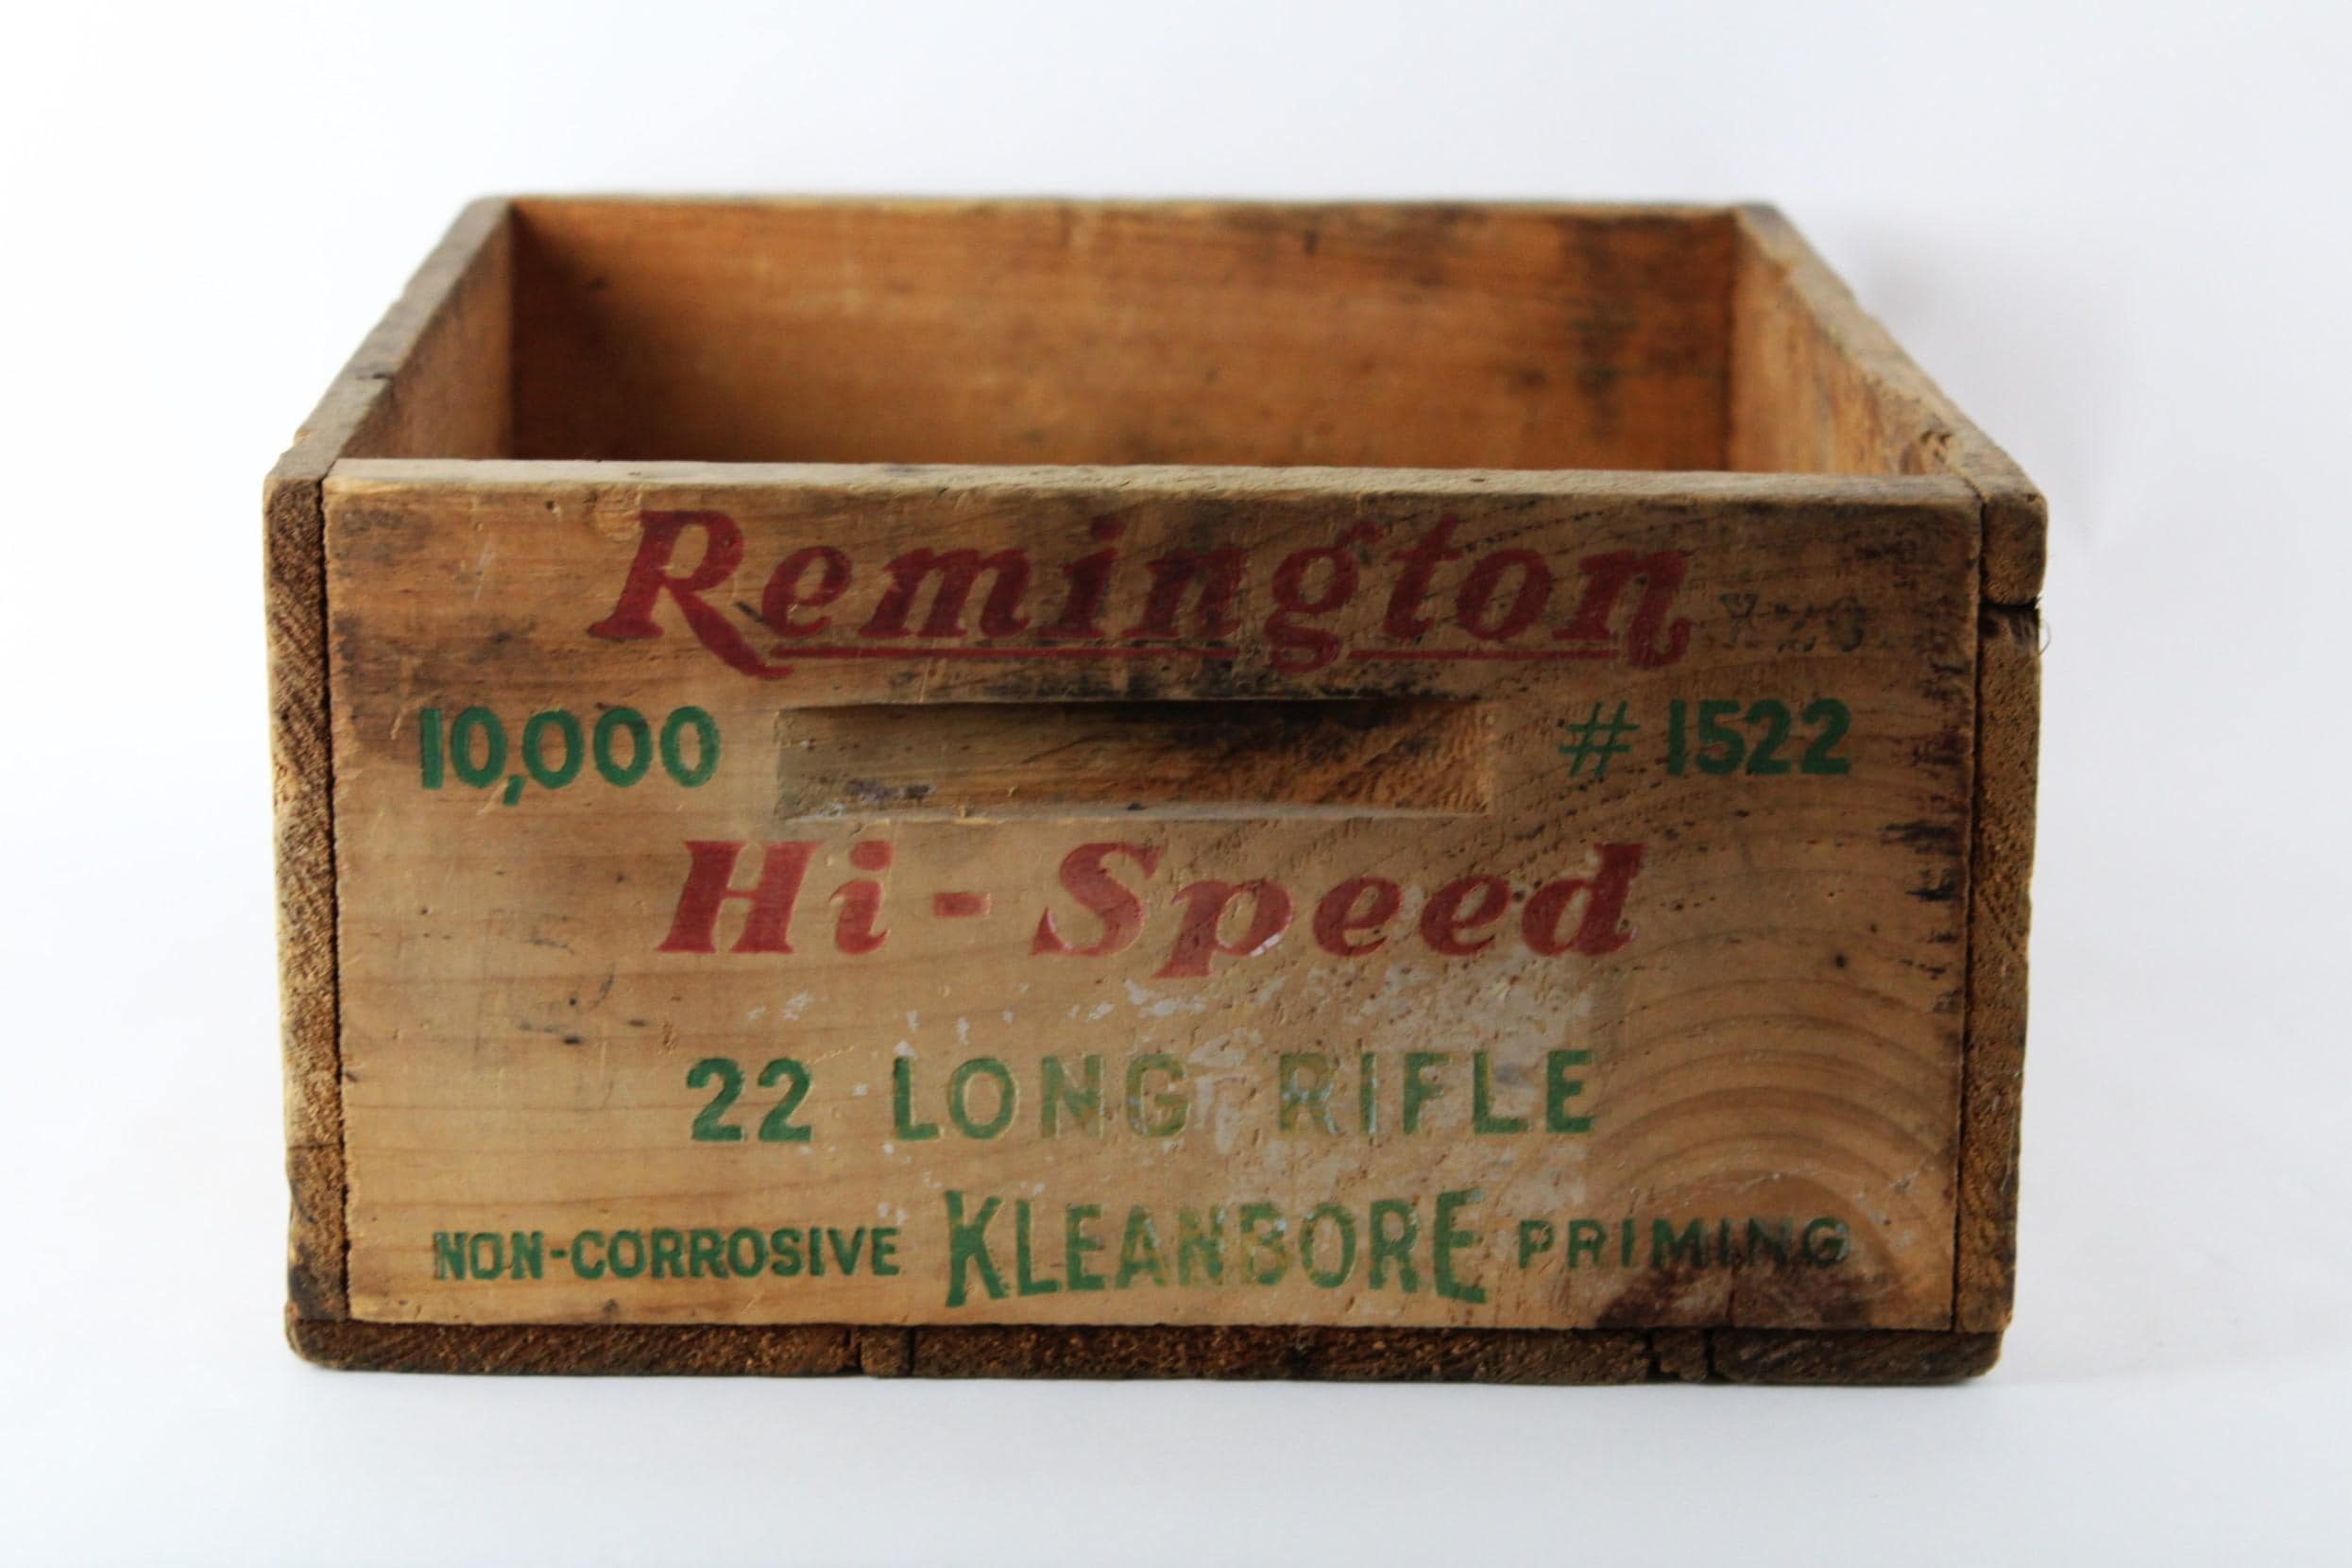 Remington
10,000 # 1522
Hi-Speed
22 LONG RIFLE
NON-CORROSIVE KLEANBORE PRIMING